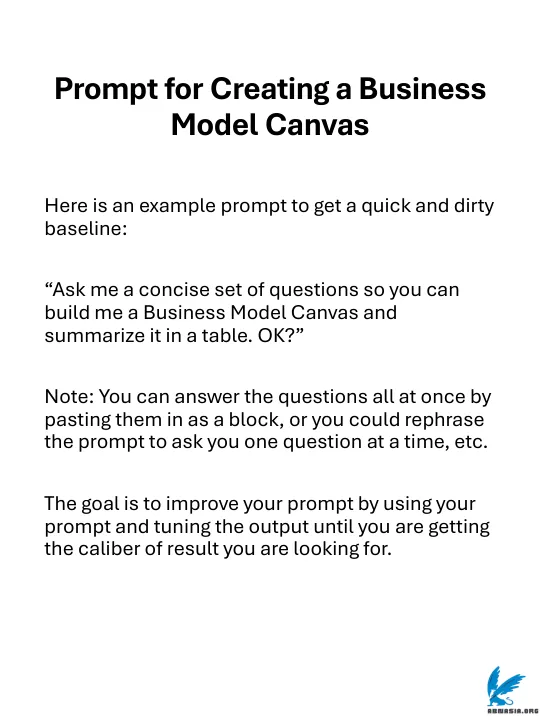 Prompt for Creating a Business
Model Canvas
Here is an example prompt to get a quick and dirty
baseline:
“Ask me a concise set of questions so you can
build me a Business Model Canvas and
summarize it in a table. OK?”
Note: You can answer the questions all at once by
pasting them in as a block, or you could rephrase
the prompt to ask you one question at a time, etc.
The goal is to improve your prompt by using your
prompt and tuning the output until you are getting
the caliber of result you are looking for.
ABWASIA.ORG